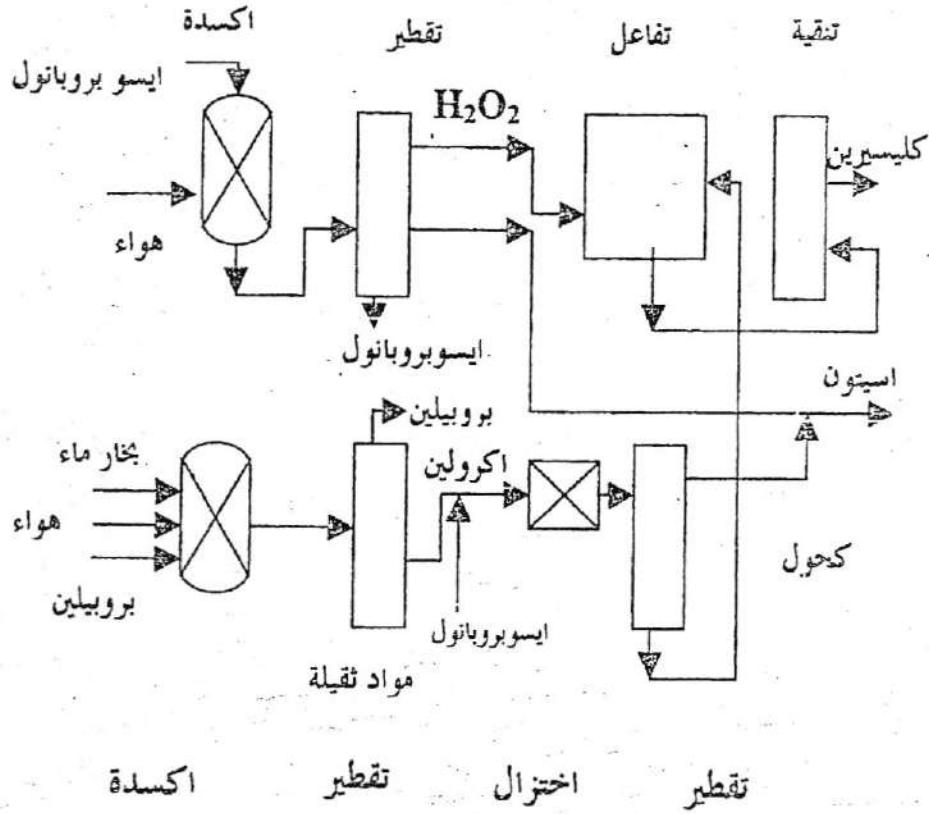 اكسدة تقطير تفاعل تنقية
ايسو بروبانول
H₂O₂
كليسيرين
هواء
ايسوبروبانول
اسيتون
بروبيلين
بخار ماء
اكرولين
هواء
كحول
بروبيلين
ايسوبروبانول
مواد ثقيلة
اكسدة تقطير اختزال تقطير